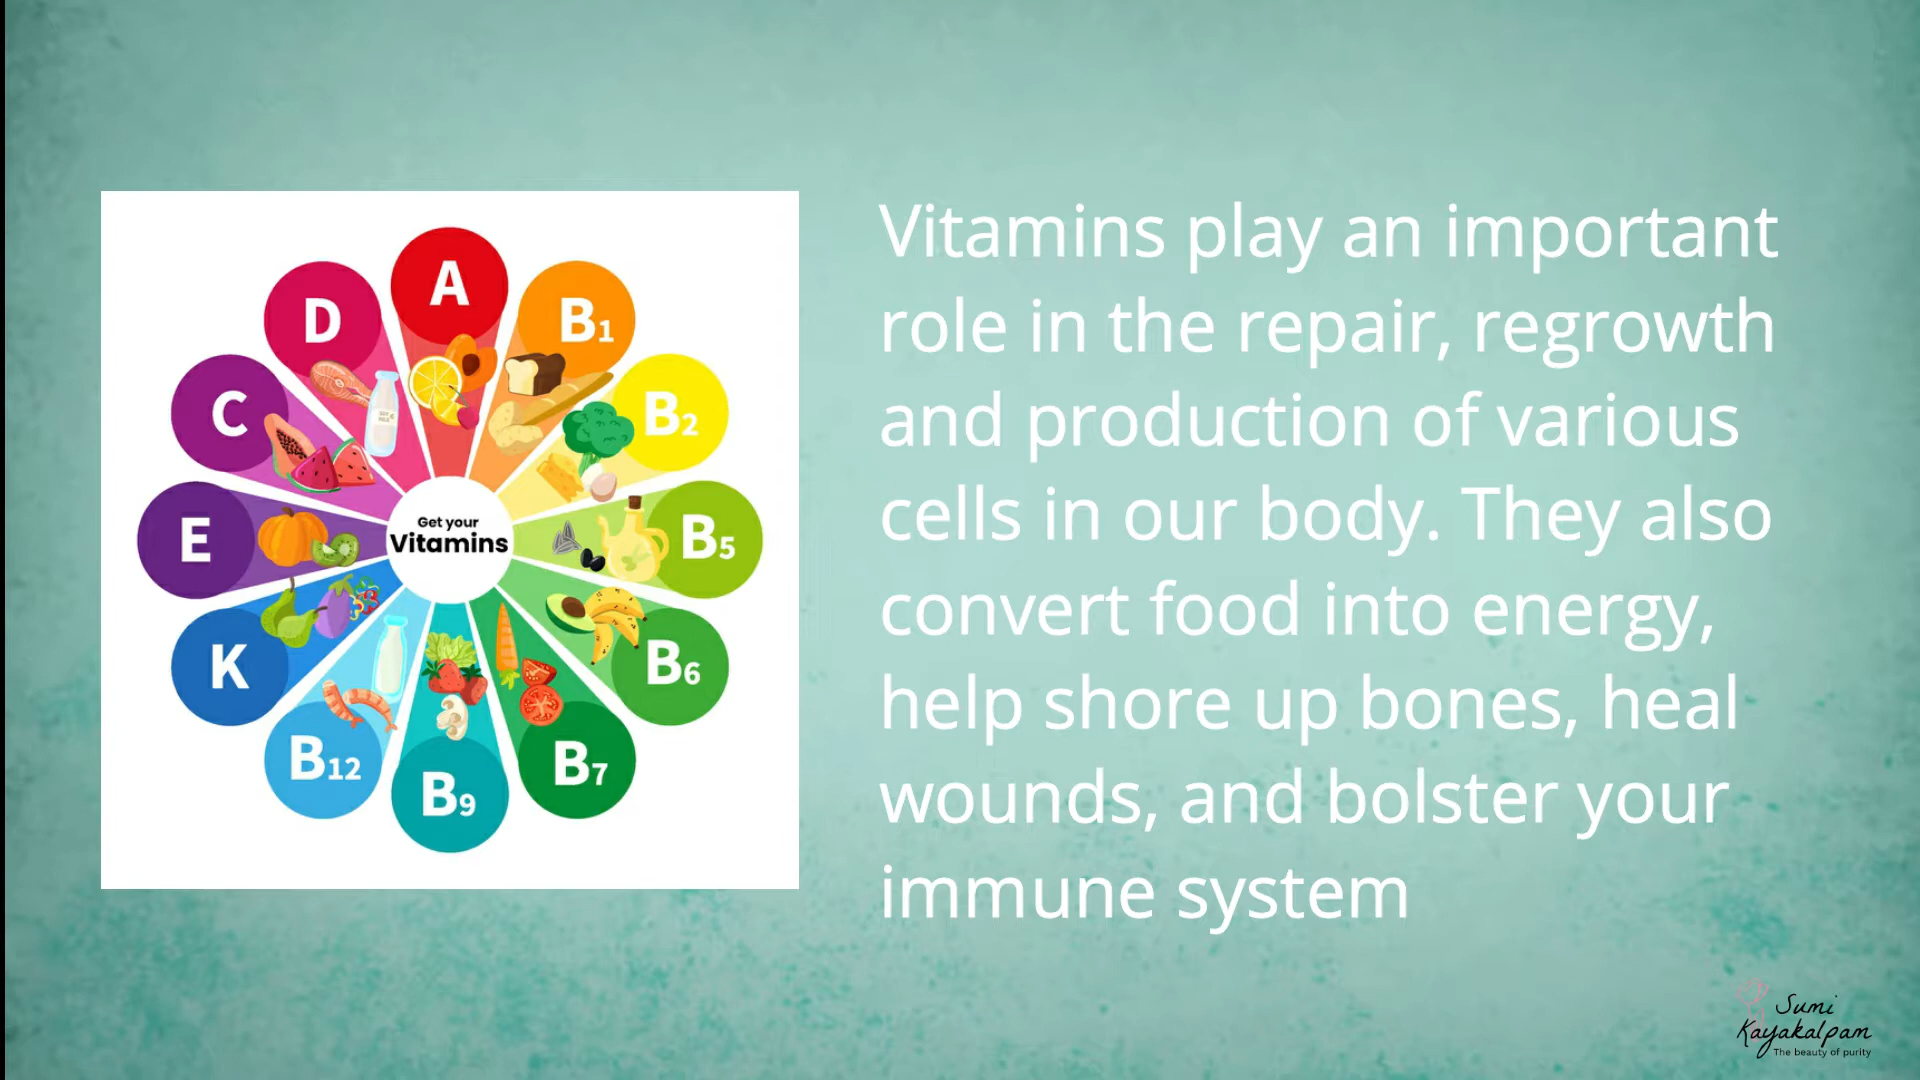 A
B1
B2
B5
B6
B7
B9
B12
K
E
C
D
Get your
Vitamins
Vitamins play an important
role in the repair, regrowth
and production of various
cells in our body. They also
convert food into energy,
help shore up bones, heal
wounds, and bolster your
immune system
Sumi
Kayakalpam
The beauty of purity